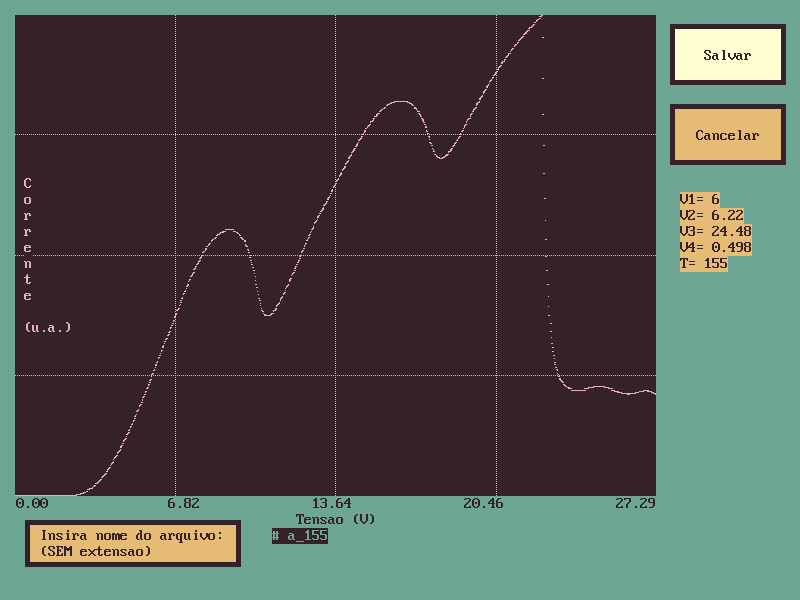 Salvar
Cancelar
V1= 6
V2= 6.22
V3= 24.48
V4= 0.498
T= 155
Corrente
(u.a.)
0.00 6.82 13.64 20.46 27.29
Tensao (V)
Insira nome do arquivo:
(SEM extensao)
# a_155